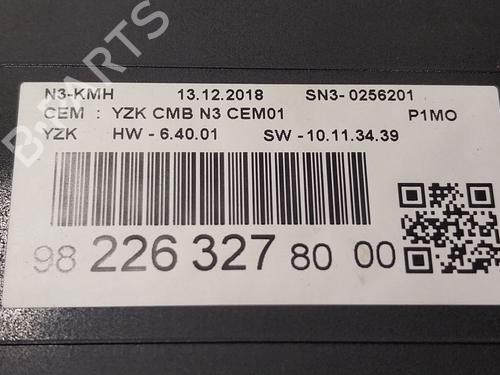 N3-KMH 13.12.2018 SN3- 0256201
CEM : YZK CMB N3 CEM01 P1MO
YZK HW - 6.40.01 SW -10.11.34.39
98 226 327 80 00
B-PARTS